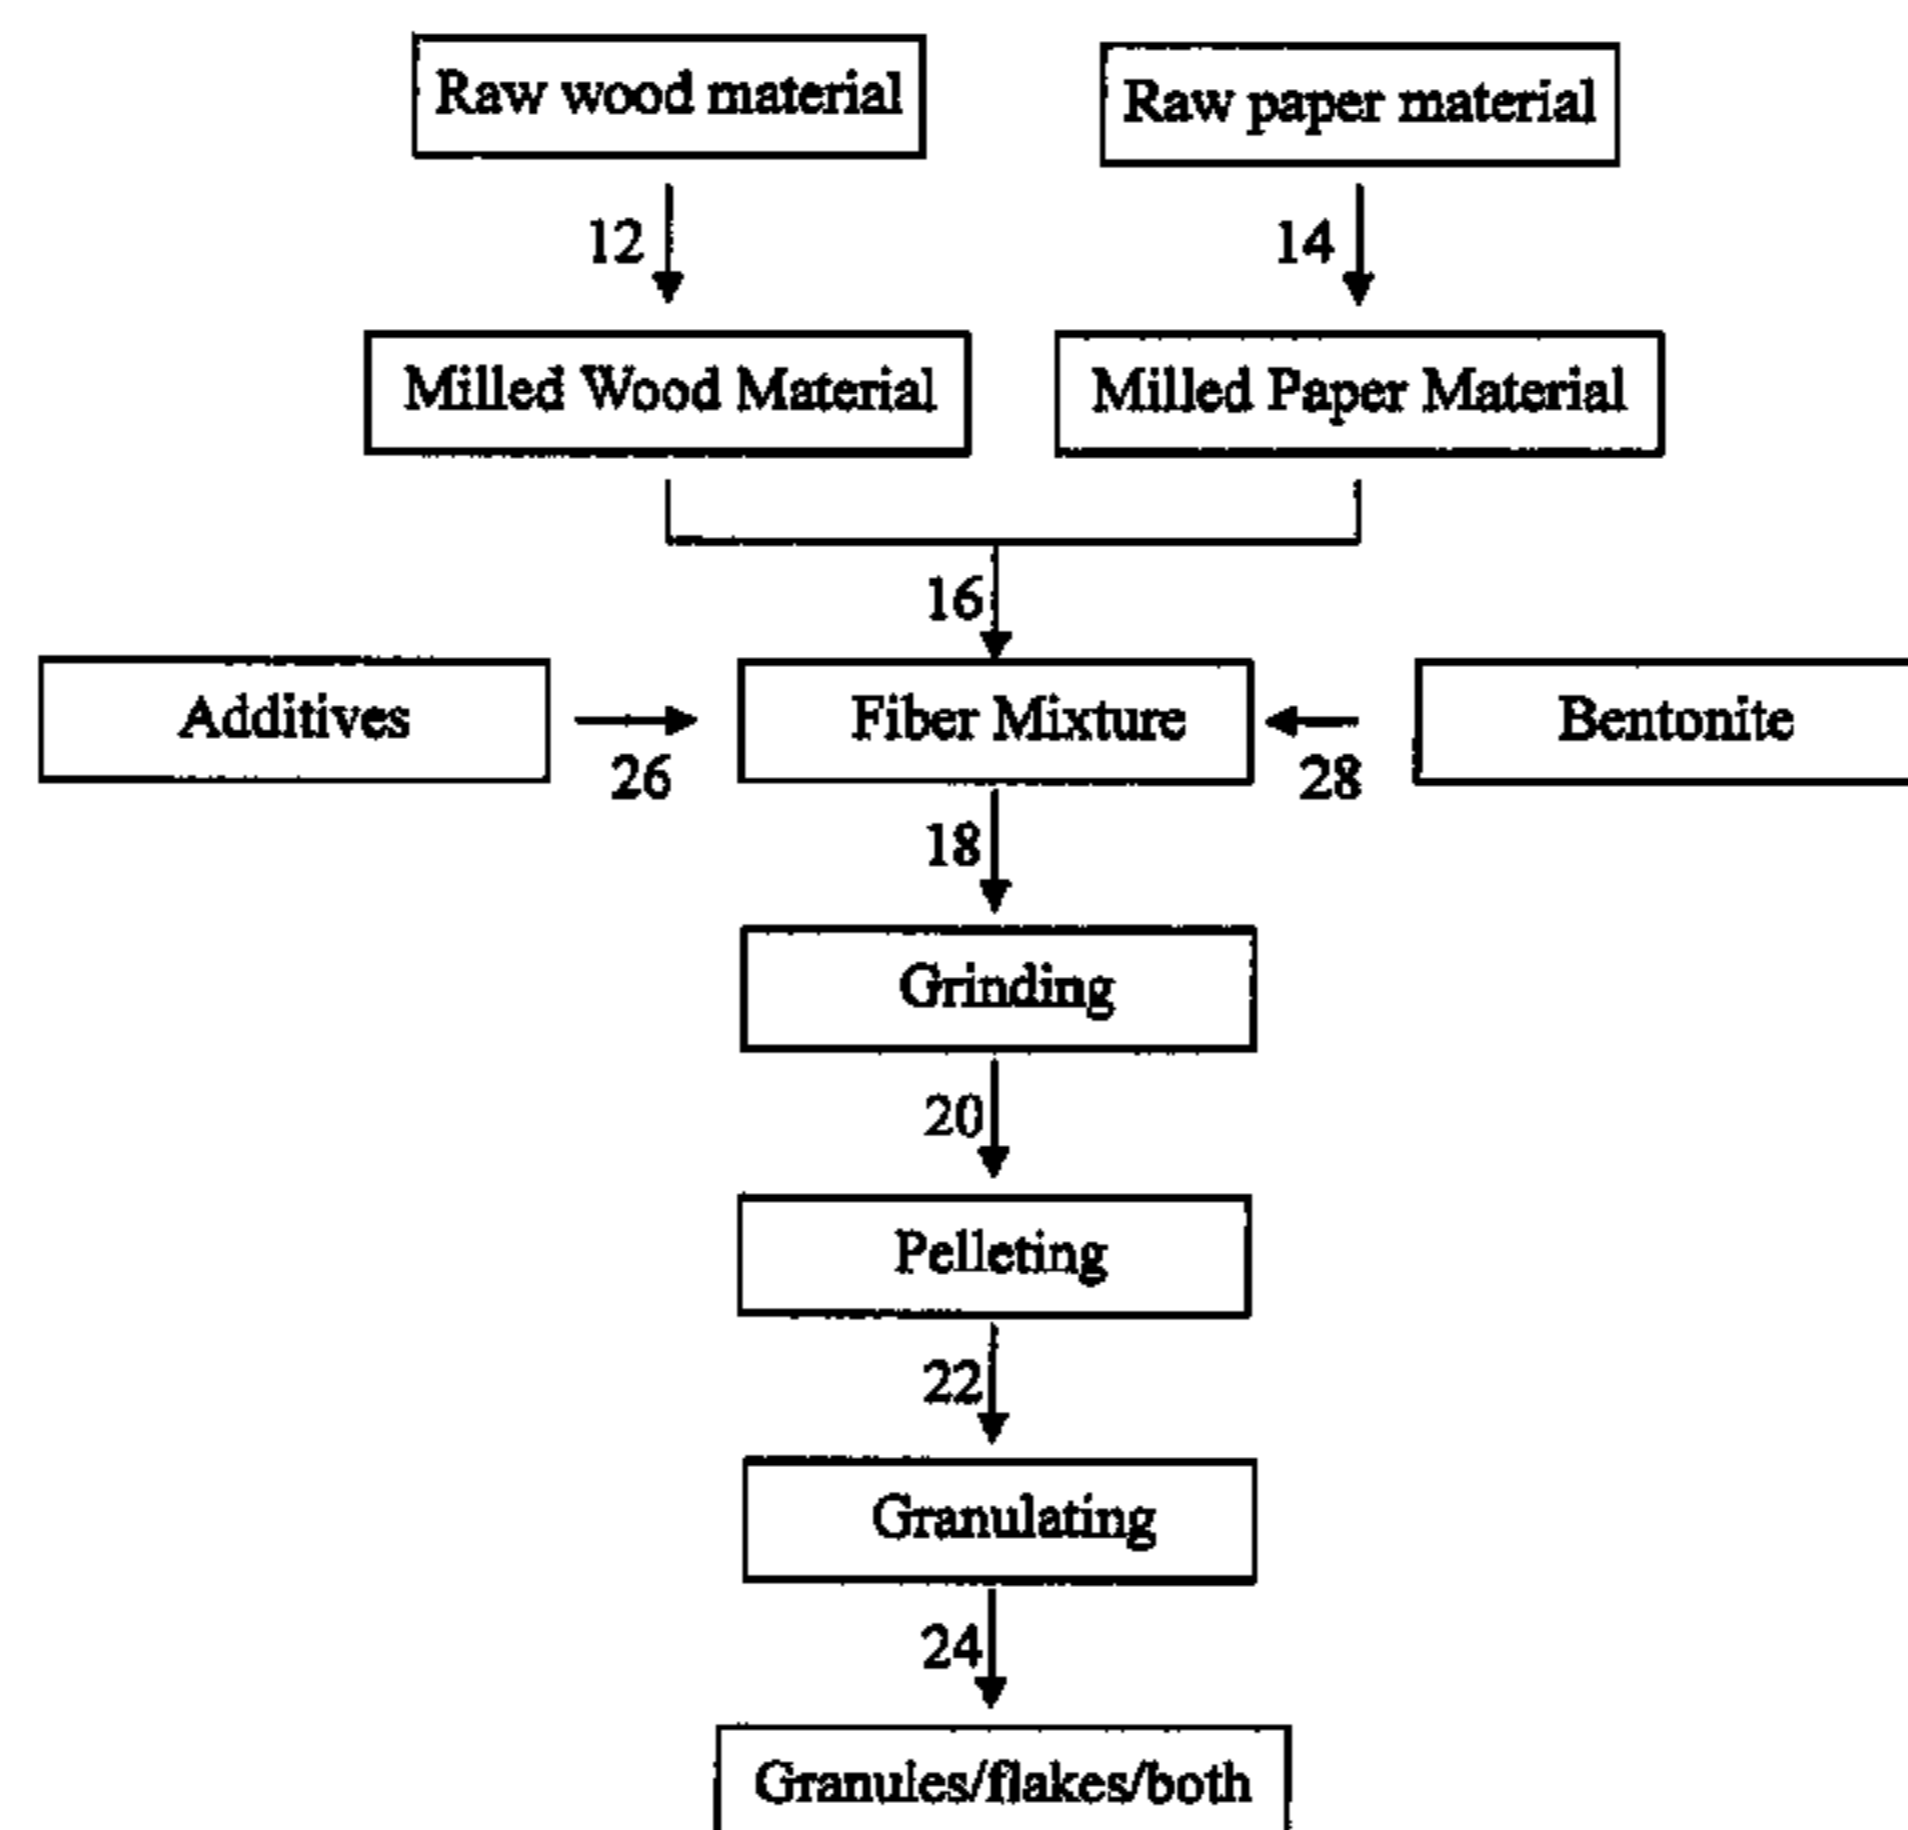 Raw wood material
Raw paper material
12
14
Milled Wood Material
Milled Paper Material
16
Additives
Fiber Mixture
Bentonite
26
28
18
Grinding
20
Pelleting
22
Granulating
24
Granules/flakes/both